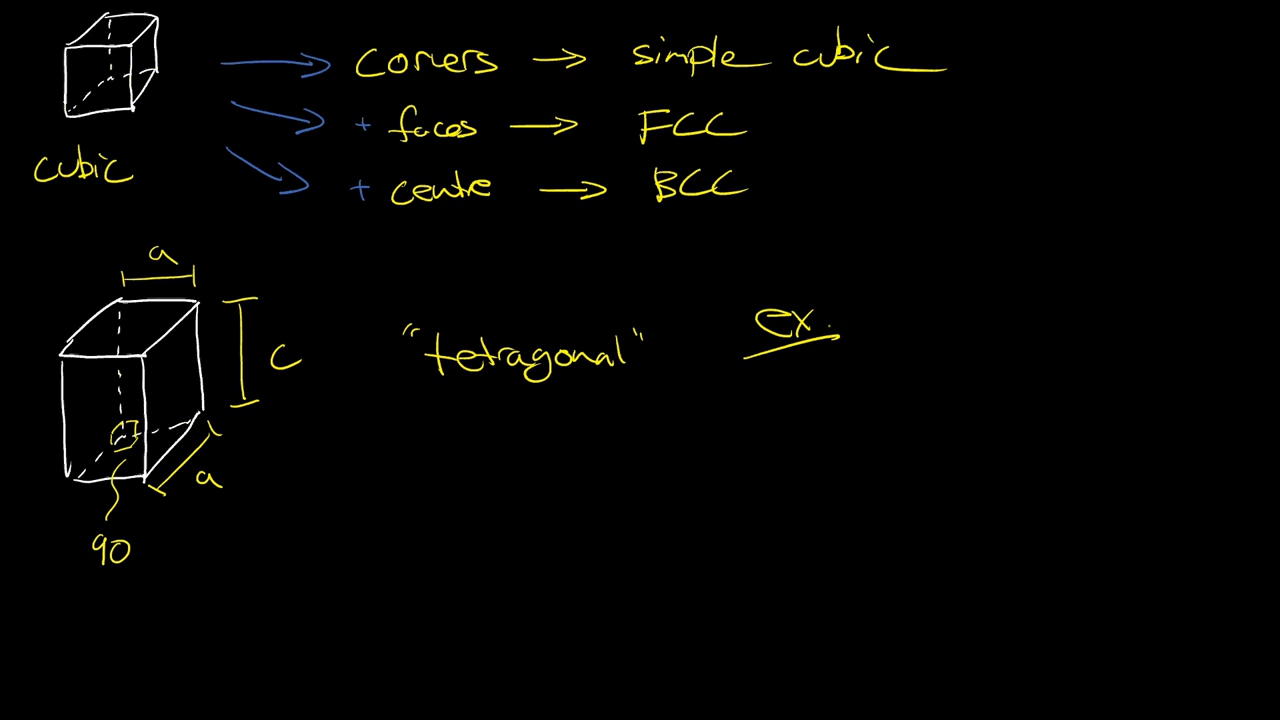 corners → simple cubic
+ faces → FCC
cubic
+ centre → BCC
a
"tetragonal"
ex.
c
a
90